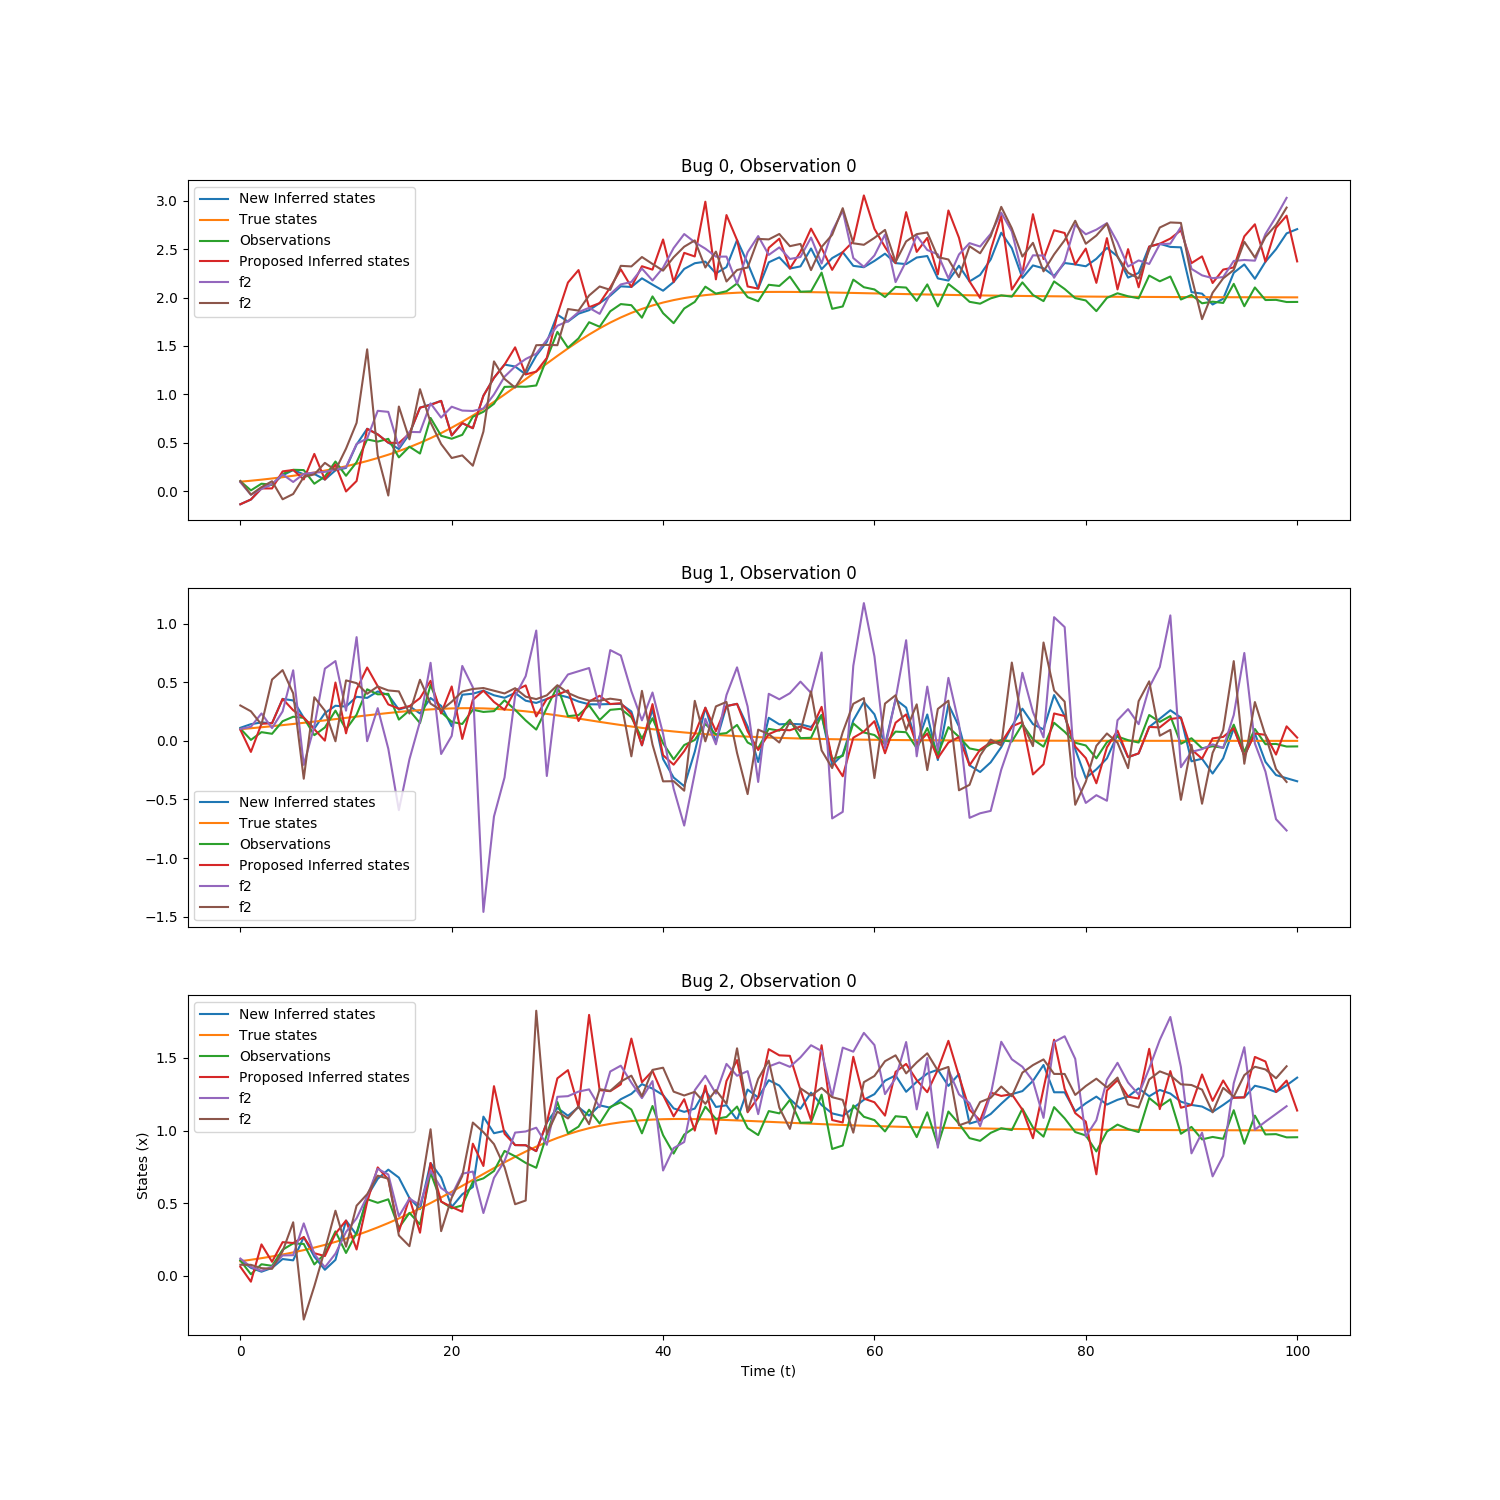 Bug 0, Observation 0
3.0
2.5
2.0
1.5
1.0
0.5
0.0
New Inferred states
True states
Observations
Proposed Inferred states
f2
f2
Bug 1, Observation 0
1.0
0.5
0.0
−0.5
−1.0
−1.5
New Inferred states
True states
Observations
Proposed Inferred states
f2
f2
Bug 2, Observation 0
1.5
1.0
0.5
0.0
States (x)
New Inferred states
True states
Observations
Proposed Inferred states
f2
f2
0 20 40 60 80 100
Time (t)